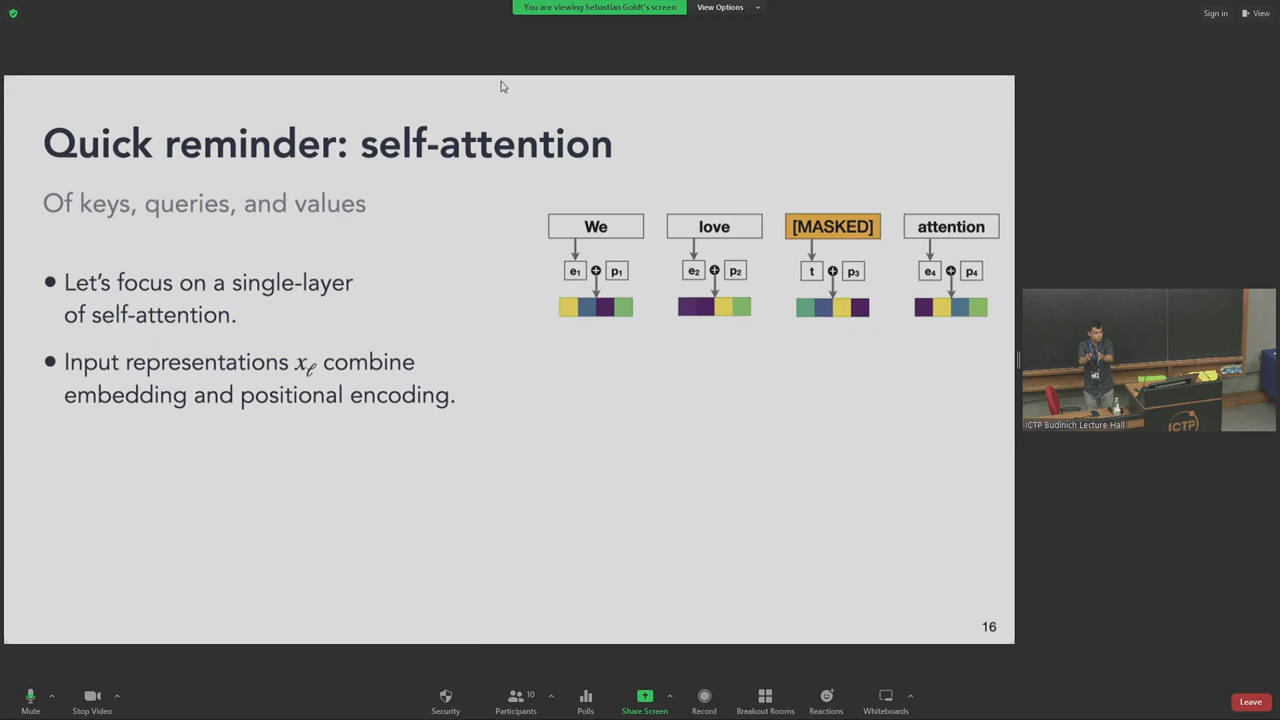 You are viewing Sebastian Goldt's screen View Options
Sign in View
Quick reminder: self-attention
Of keys, queries, and values
We love [MASKED] attention
e1 + p1 e2 + p2 t + p3 e4 + p4
• Let's focus on a single-layer
of self-attention.
• Input representations xℓ combine
embedding and positional encoding.
ICTP
ICTP Budinich Lecture Hall
16
10
Mute Stop Video Security Participants Polls Share Screen Record Breakout Rooms Reactions Whiteboards Leave